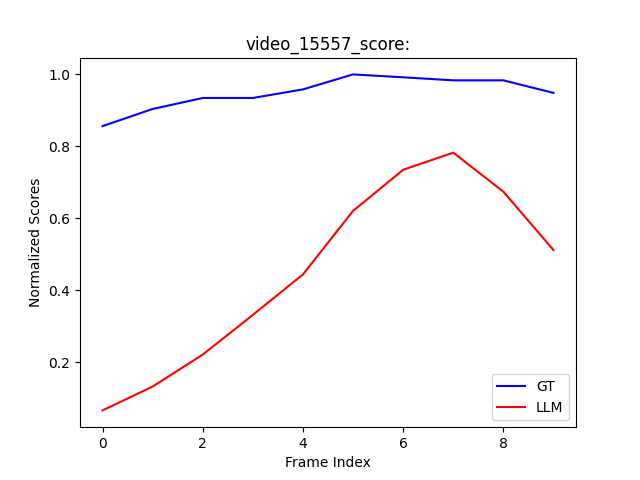 video_15557_score:
Normalized Scores
1.0
0.8
0.6
0.4
0.2
GT
LLM
0 2 4 6 8
Frame Index